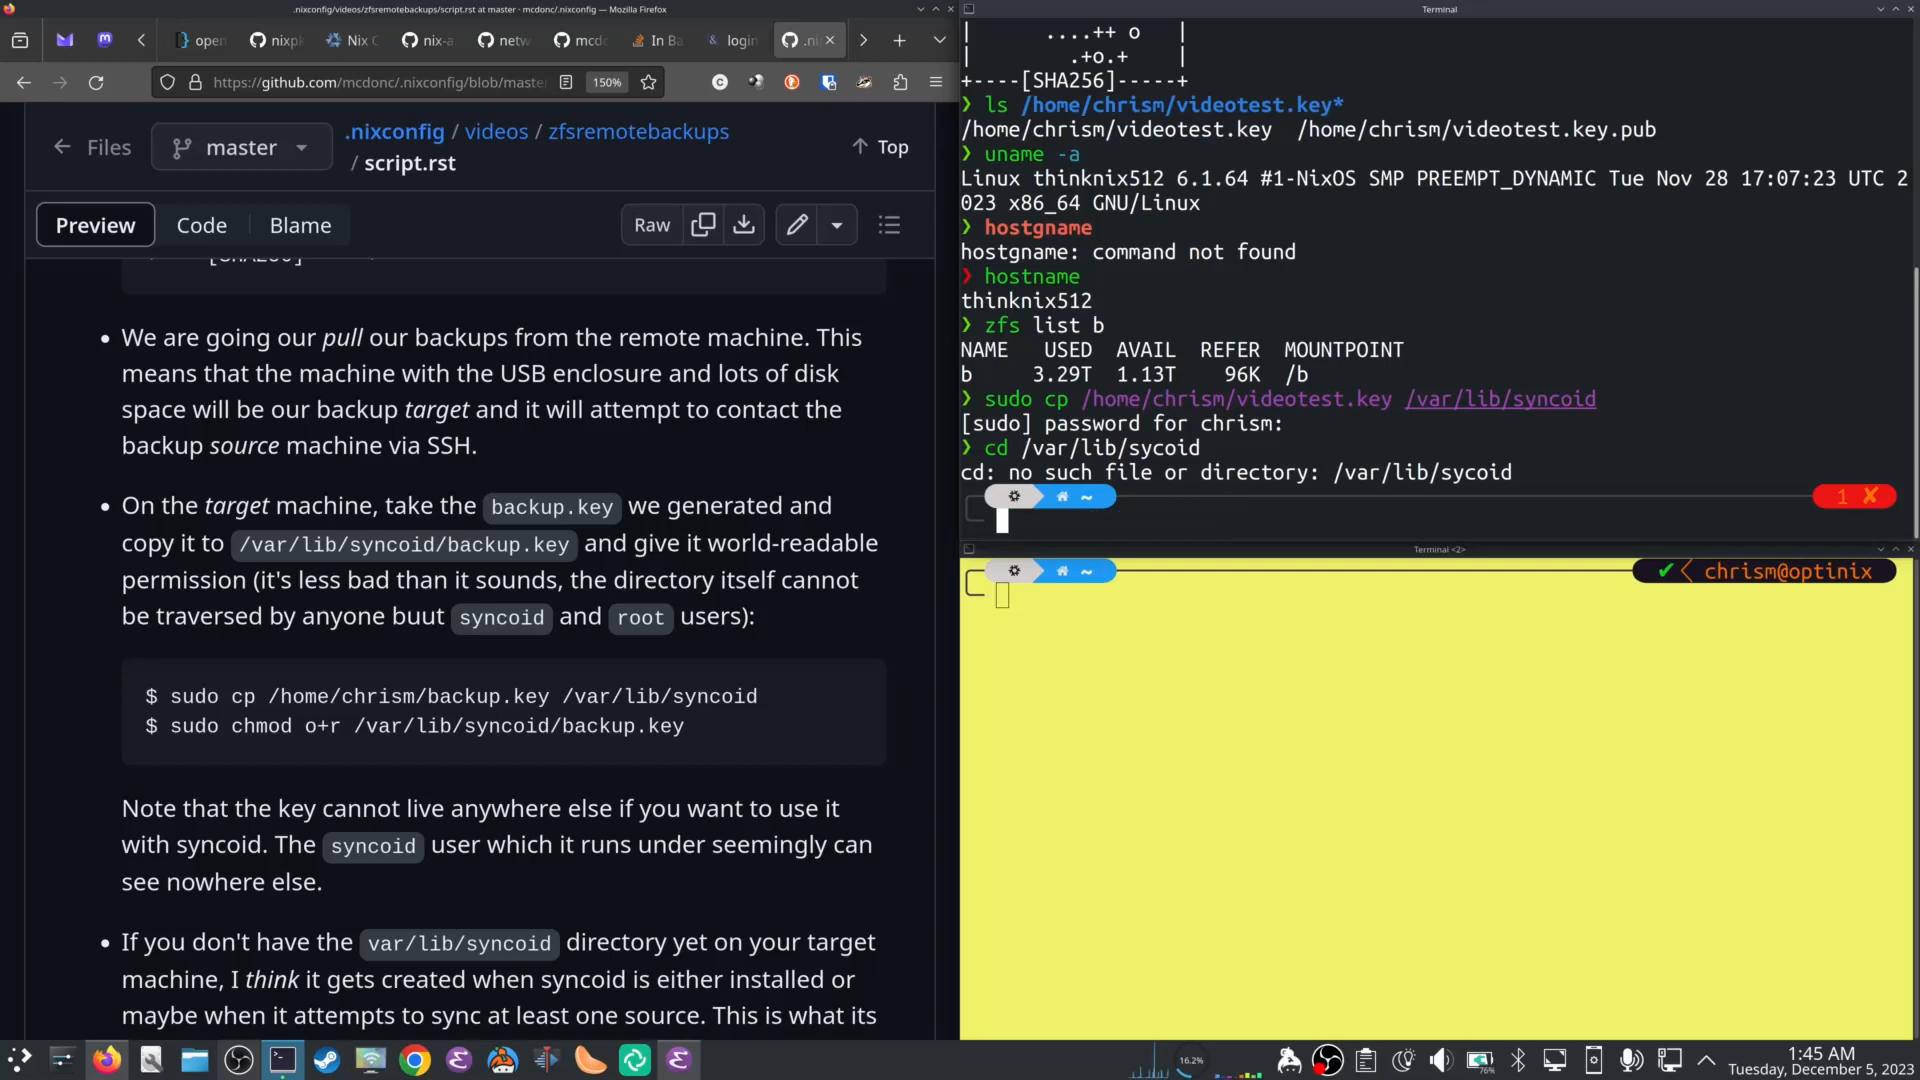 .nixconfig/videos/zfsremotebackups/script.rst at master · mcdonc/.nixconfig — Mozilla Firefox
open
nixpk
Nix C
nix-a
netw
mcdo
In Ba
login
.ni
https://github.com/mcdonc/.nixconfig/blob/master
150%
Files
master
.nixconfig / videos / zfsremotebackups
/ script.rst
Top
Preview
Code
Blame
Raw
[SHA256]
• We are going our pull our backups from the remote machine. This
means that the machine with the USB enclosure and lots of disk
space will be our backup target and it will attempt to contact the
backup source machine via SSH.
• On the target machine, take the backup.key we generated and
copy it to /var/lib/syncoid/backup.key and give it world-readable
permission (it's less bad than it sounds, the directory itself cannot
be traversed by anyone buut syncoid and root users):
$ sudo cp /home/chrism/backup.key /var/lib/syncoid
$ sudo chmod o+r /var/lib/syncoid/backup.key
Note that the key cannot live anywhere else if you want to use it
with syncoid. The syncoid user which it runs under seemingly can
see nowhere else.
• If you don't have the var/lib/syncoid directory yet on your target
machine, I think it gets created when syncoid is either installed or
maybe when it attempts to sync at least one source. This is what its
Terminal
|      ....++ o   |
|        .+o.+    |
+----[SHA256]-----+
❯ ls /home/chrism/videotest.key*
/home/chrism/videotest.key  /home/chrism/videotest.key.pub
❯ uname -a
Linux thinknix512 6.1.64 #1-NixOS SMP PREEMPT_DYNAMIC Tue Nov 28 17:07:23 UTC 2
023 x86_64 GNU/Linux
❯ hostgname
hostgname: command not found
❯ hostname
thinknix512
❯ zfs list b
NAME   USED  AVAIL  REFER  MOUNTPOINT
b     3.29T  1.13T    96K  /b
❯ sudo cp /home/chrism/videotest.key /var/lib/syncoid
[sudo] password for chrism:
❯ cd /var/lib/sycoid
cd: no such file or directory: /var/lib/sycoid
~
1 ✘
Terminal <2>
~
✔ chrism@optinix
16.2%
76%
1:45 AM
Tuesday, December 5, 2023